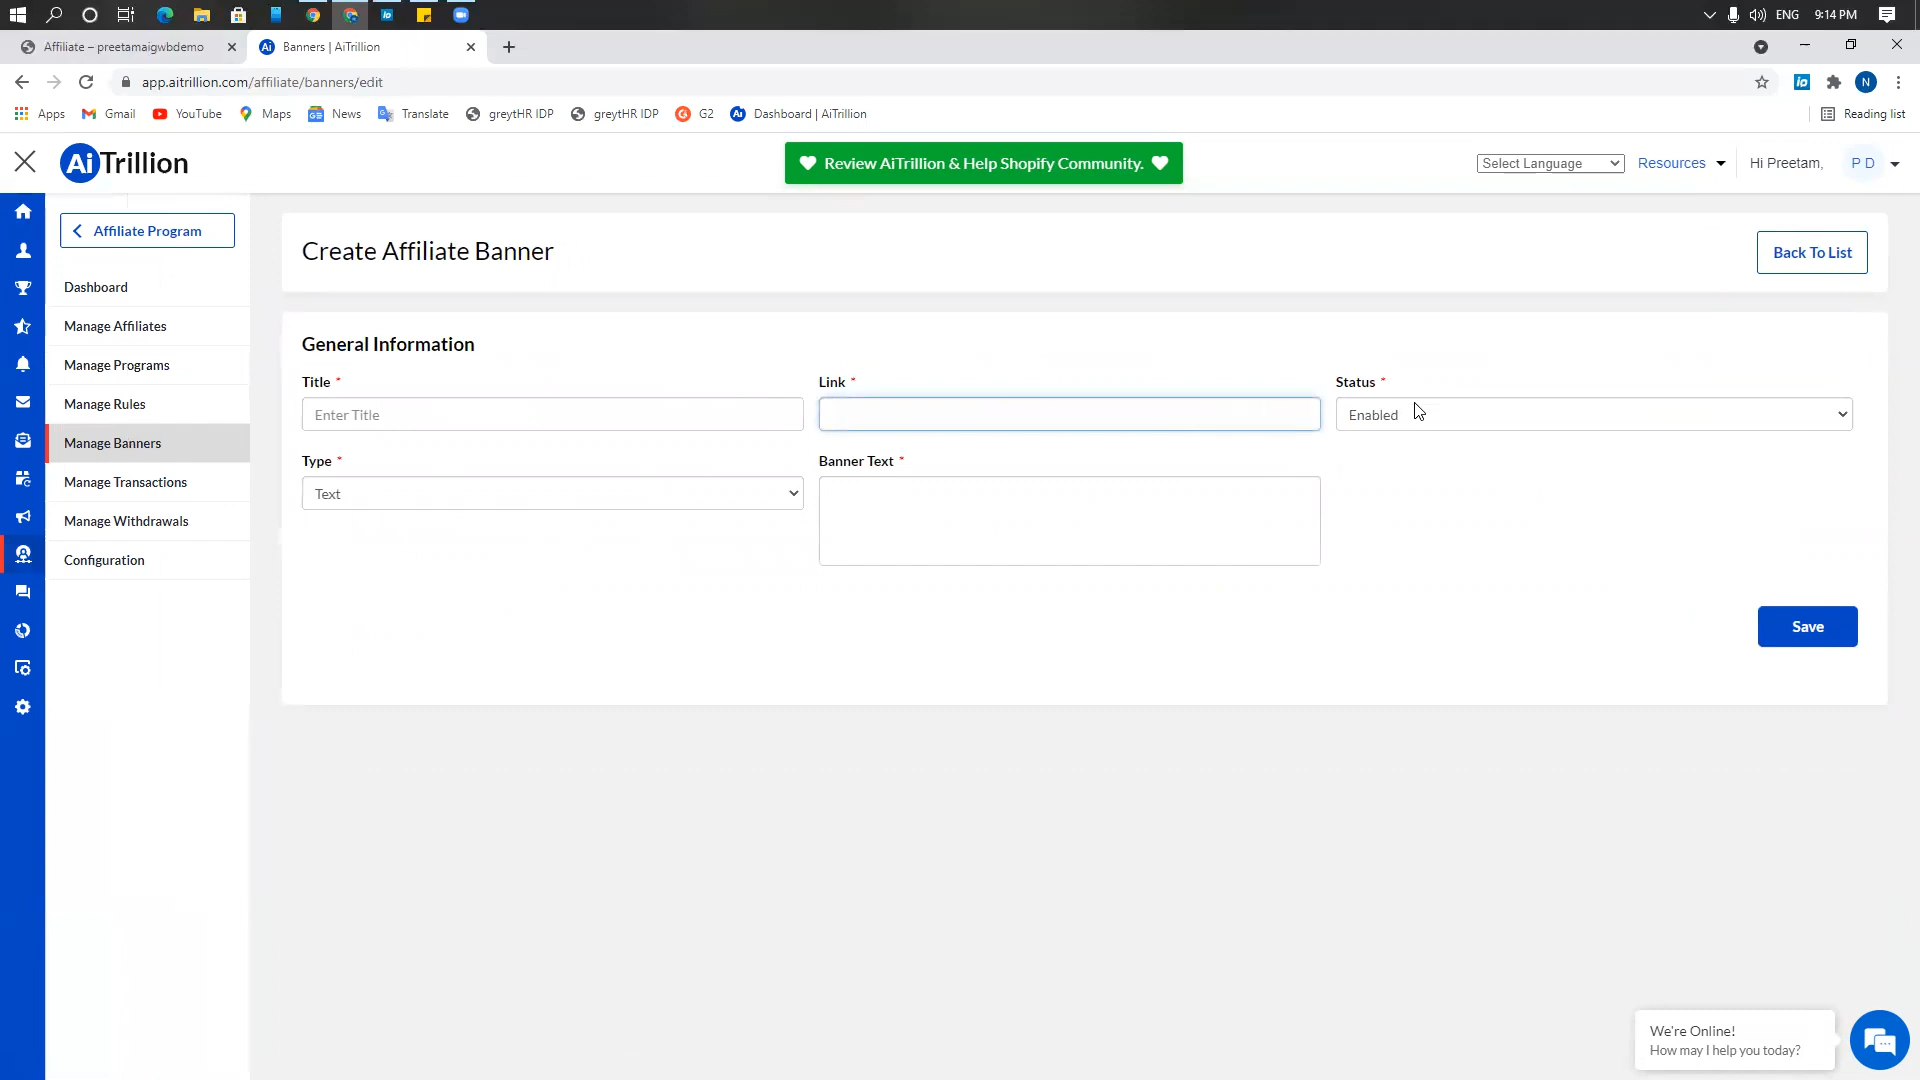 ENG
9:14 PM
Affiliate – preetamaigwbdemo
Ai Banners | AiTrillion
app.aitrillion.com/affiliate/banners/edit
N
Apps
Gmail
YouTube
Maps
News
Translate
greytHR IDP
greytHR IDP
G2
Dashboard | AiTrillion
Reading list
AiTrillion
Review AiTrillion & Help Shopify Community.
Select Language
Resources
Hi Preetam,
P D
Affiliate Program
Dashboard
Manage Affiliates
Manage Programs
Manage Rules
Manage Banners
Manage Transactions
Manage Withdrawals
Configuration
Create Affiliate Banner
Back To List
General Information
Title *
Link *
Status *
Enter Title
Enabled
Type *
Banner Text *
Text
Save
We're Online!
How may I help you today?